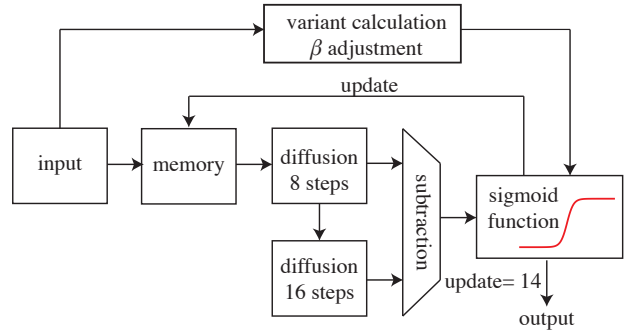 variant calculation
β adjustment
update
input
memory
diffusion
8 steps
subtraction
sigmoid
function
diffusion
16 steps
update= 14
output